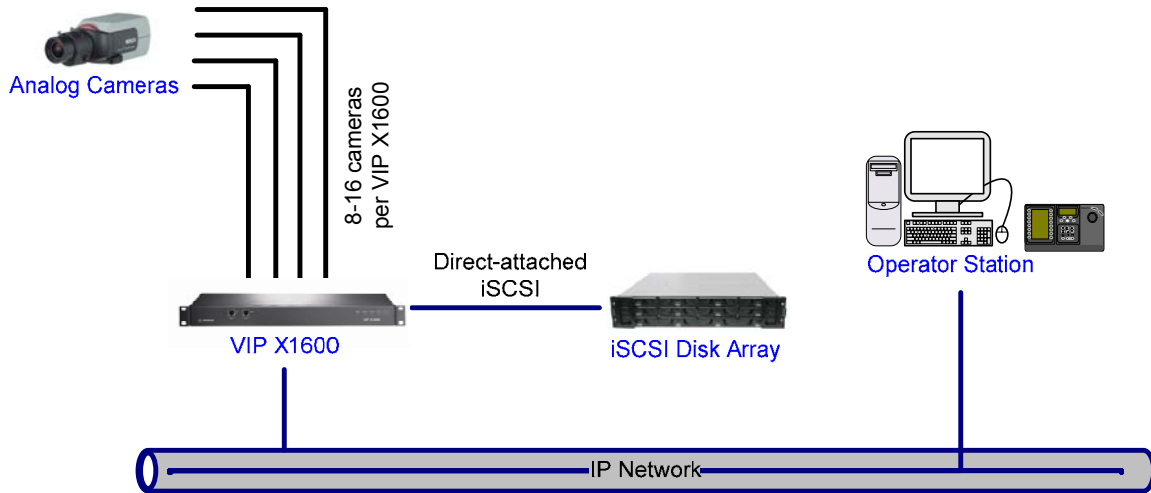 Analog Cameras
8-16 cameras
per VIP X1600
Direct-attached
iSCSI
VIP X1600
iSCSI Disk Array
Operator Station
IP Network